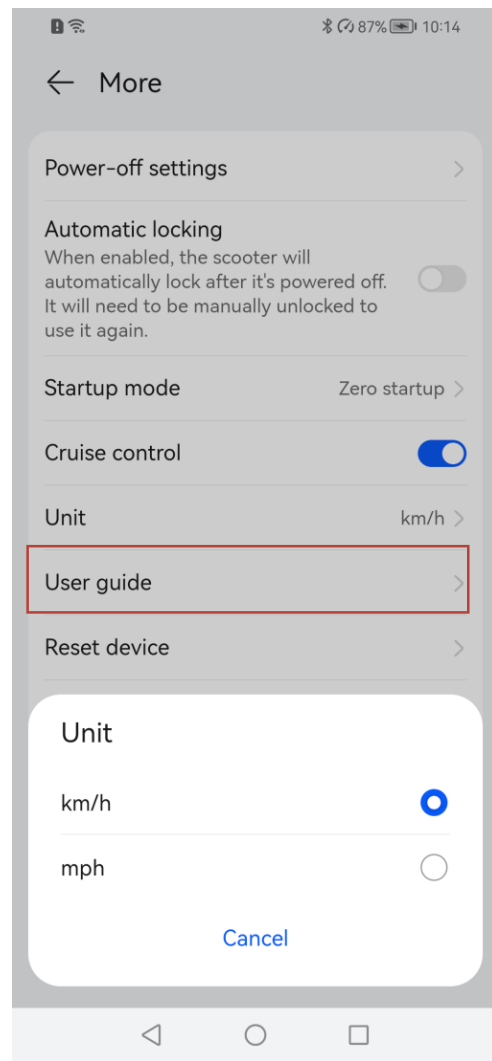 87% 10:14
More
Power-off settings
Automatic locking
When enabled, the scooter will
automatically lock after it's powered off.
It will need to be manually unlocked to
use it again.
Startup mode Zero startup
Cruise control
Unit km/h
User guide
Reset device
Unit
km/h
mph
Cancel